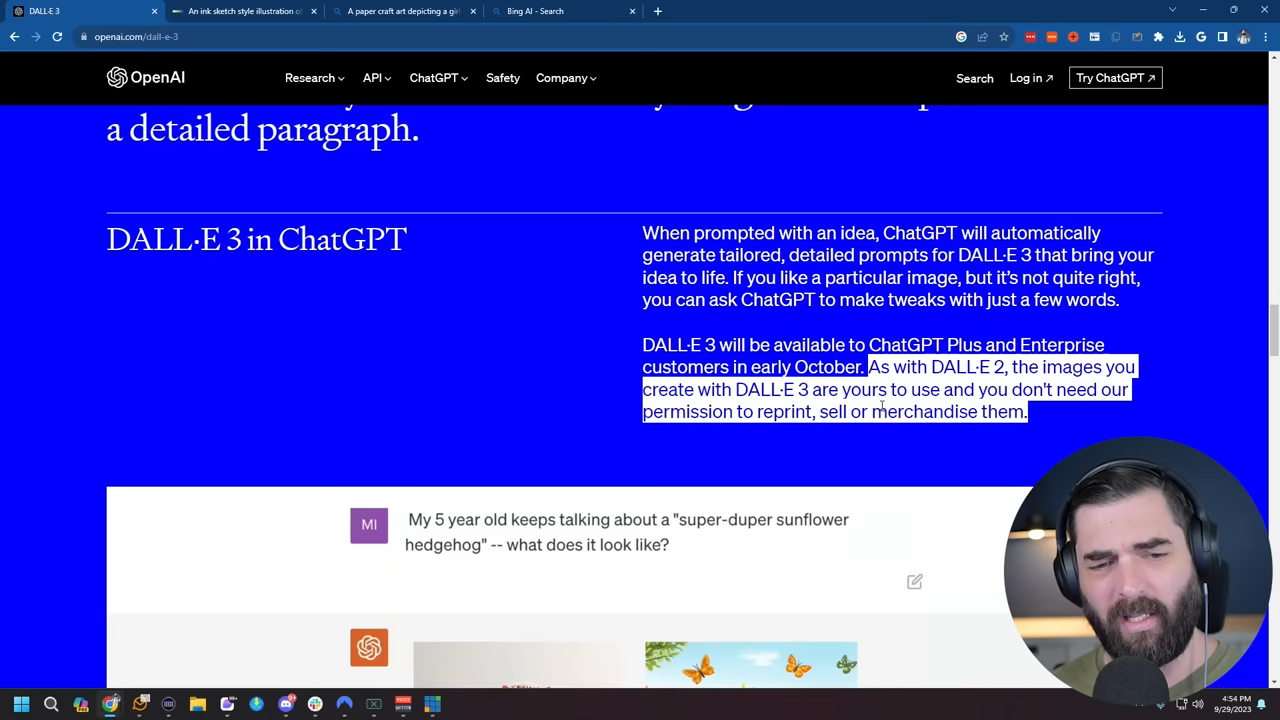 DALL·E 3
An ink sketch style illustration of
A paper craft art depicting a girl
Bing AI - Search
openai.com/dall-e-3
OpenAI
Research
API
ChatGPT
Safety
Company
Search
Log in ↗
Try ChatGPT ↗
a detailed paragraph.
DALL·E 3 in ChatGPT
When prompted with an idea, ChatGPT will automatically
generate tailored, detailed prompts for DALL·E 3 that bring your
idea to life. If you like a particular image, but it’s not quite right,
you can ask ChatGPT to make tweaks with just a few words.
DALL·E 3 will be available to ChatGPT Plus and Enterprise
customers in early October. As with DALL·E 2, the images you
create with DALL·E 3 are yours to use and you don't need our
permission to reprint, sell or merchandise them.
MI
My 5 year old keeps talking about a "super-duper sunflower
hedgehog" -- what does it look like?
4:54 PM
9/29/2023